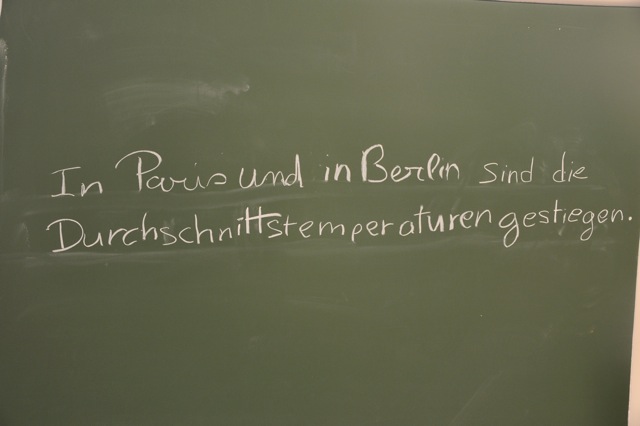 In Paris und in Berlin sind die
Durchschnittstemperaturen gestiegen.